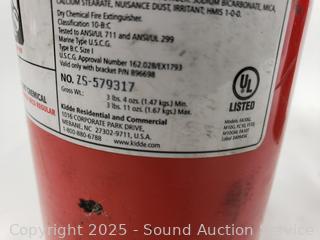 CALCIUM STEARATE, NUISANCE DUST, IRRITANT; HMIS 1-0-0.
Dry Chemical Fire Extinguisher.
Classification 10-B:C
Tested to ANSI/UL 711 and ANSI/UL 299
Marine Type U.S.C.G.
Type B:C Size I
U.S.C.G. Approval Number 162.028/EX1793
Valid only with bracket P/N 896698
NO. ZS-579317
Gross Wt.: 3 lbs. 4 ozs. (1.47 kgs.) Min.
3 lbs. 11 ozs. (1.67 kgs.) Max.
Kidde Residential and Commercial
1016 CORPORATE PARK DRIVE,
MEBANE, NC 27302-9711, U.S.A.
1-800-880-6788
www.kidde.com
CHEMICAL
REGULAR
UL
LISTED
Copyright 2025 - Sound Auction Service